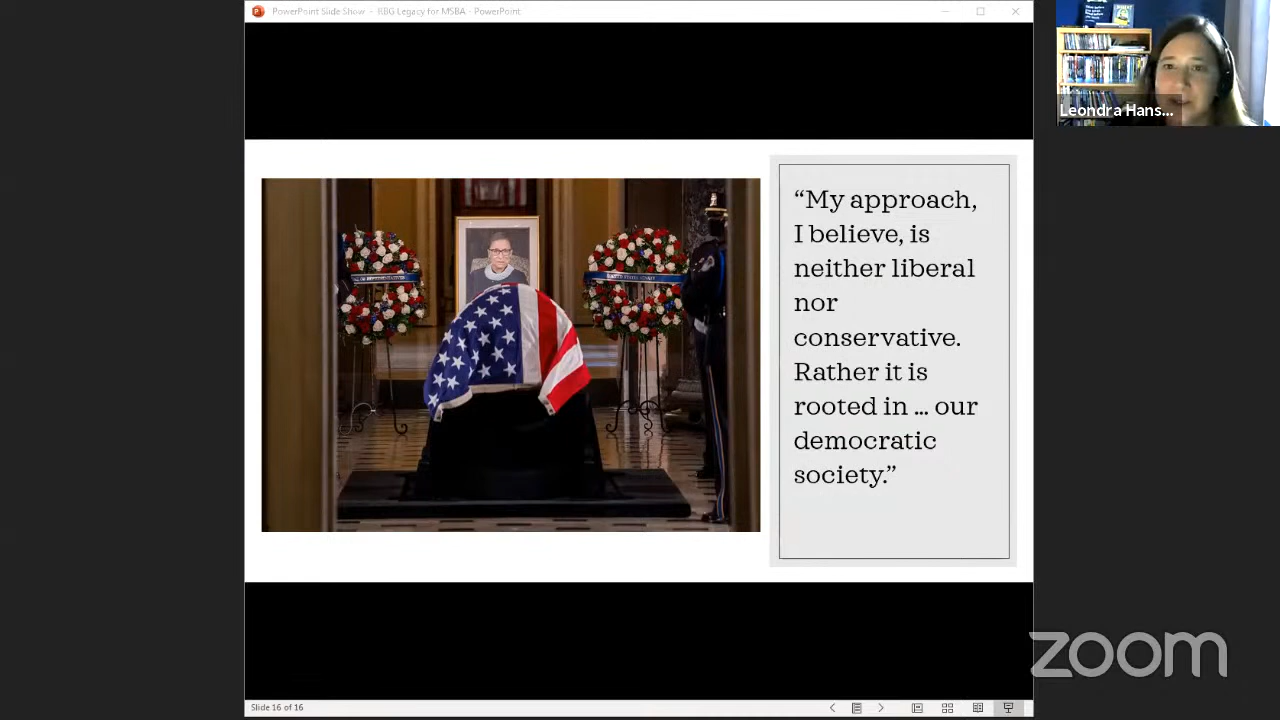 PowerPoint Slide Show - RBG Legacy for MSBA - PowerPoint
Leondra Hans...
“My approach,
I believe, is
neither liberal
nor
conservative.
Rather it is
rooted in ... our
democratic
society.”
zoom
Slide 16 of 16